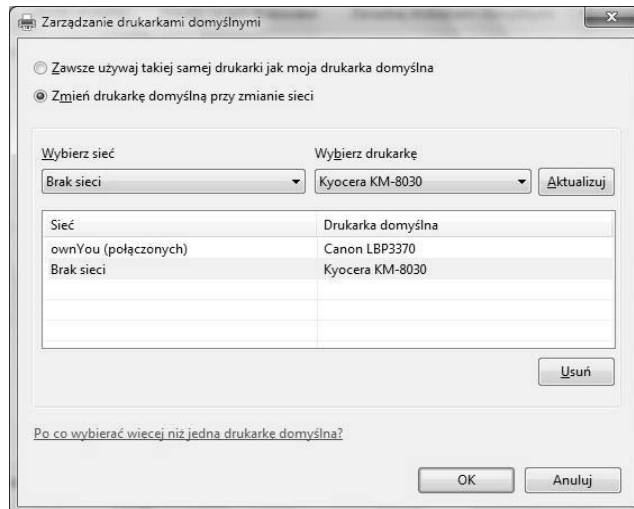 Zarządzanie drukarkami domyślnymi
Zawsze używaj takiej samej drukarki jak moja drukarka domyślna
Zmień drukarkę domyślną przy zmianie sieci
Wybierz sieć Wybierz drukarkę
Brak sieci Kyocera KM-8030 Aktualizuj
Sieć Drukarka domyślna
ownYou (połączonych) Canon LBP3370
Brak sieci Kyocera KM-8030
Usuń
Po co wybierać więcej niż jedna drukarkę domyślna?
OK Anuluj